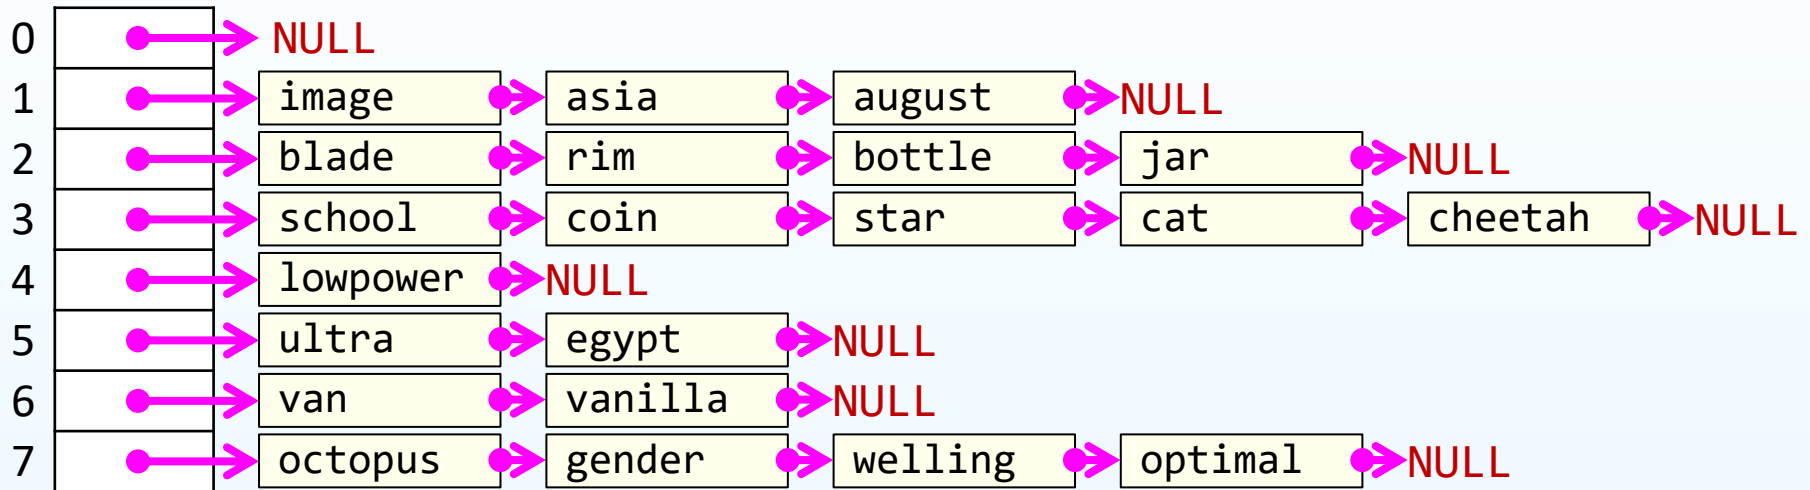 0 NULL
1 image asia august NULL
2 blade rim bottle jar NULL
3 school coin star cat cheetah NULL
4 lowpower NULL
5 ultra egypt NULL
6 van vanilla NULL
7 octopus gender welling optimal NULL